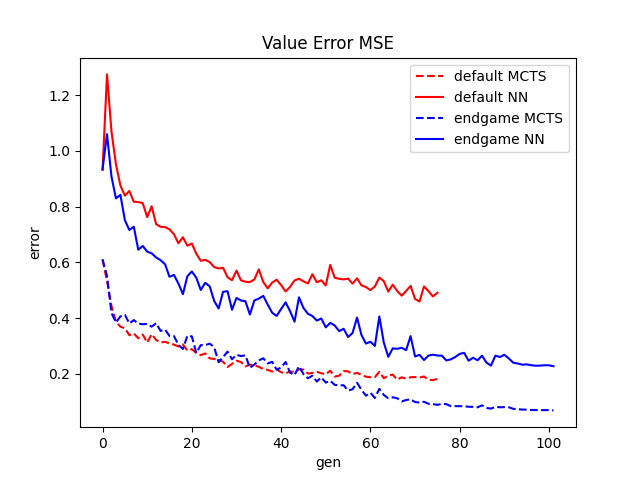 Value Error MSE
default MCTS
default NN
endgame MCTS
endgame NN
error
1.2
1.0
0.8
0.6
0.4
0.2
0 20 40 60 80 100
gen